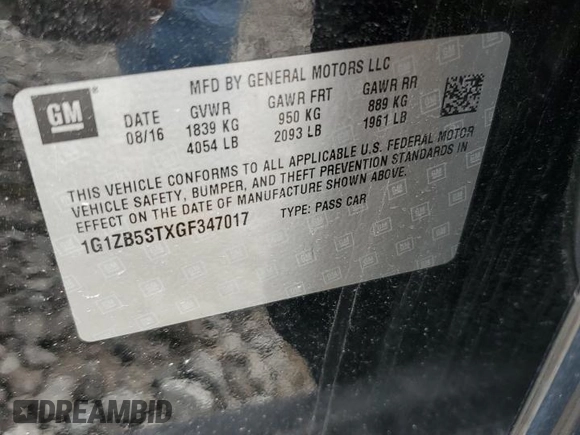 MFD BY GENERAL MOTORS LLC
GM
DATE GVWR GAWR FRT GAWR RR
08/16 1839 KG 950 KG 889 KG
4054 LB 2093 LB 1961 LB
THIS VEHICLE CONFORMS TO ALL APPLICABLE U.S. FEDERAL MOTOR
VEHICLE SAFETY, BUMPER, AND THEFT PREVENTION STANDARDS IN
EFFECT ON THE DATE OF MANUFACTURE SHOWN ABOVE.
1G1ZB5STXGF347017 TYPE: PASS CAR
DREAMBID